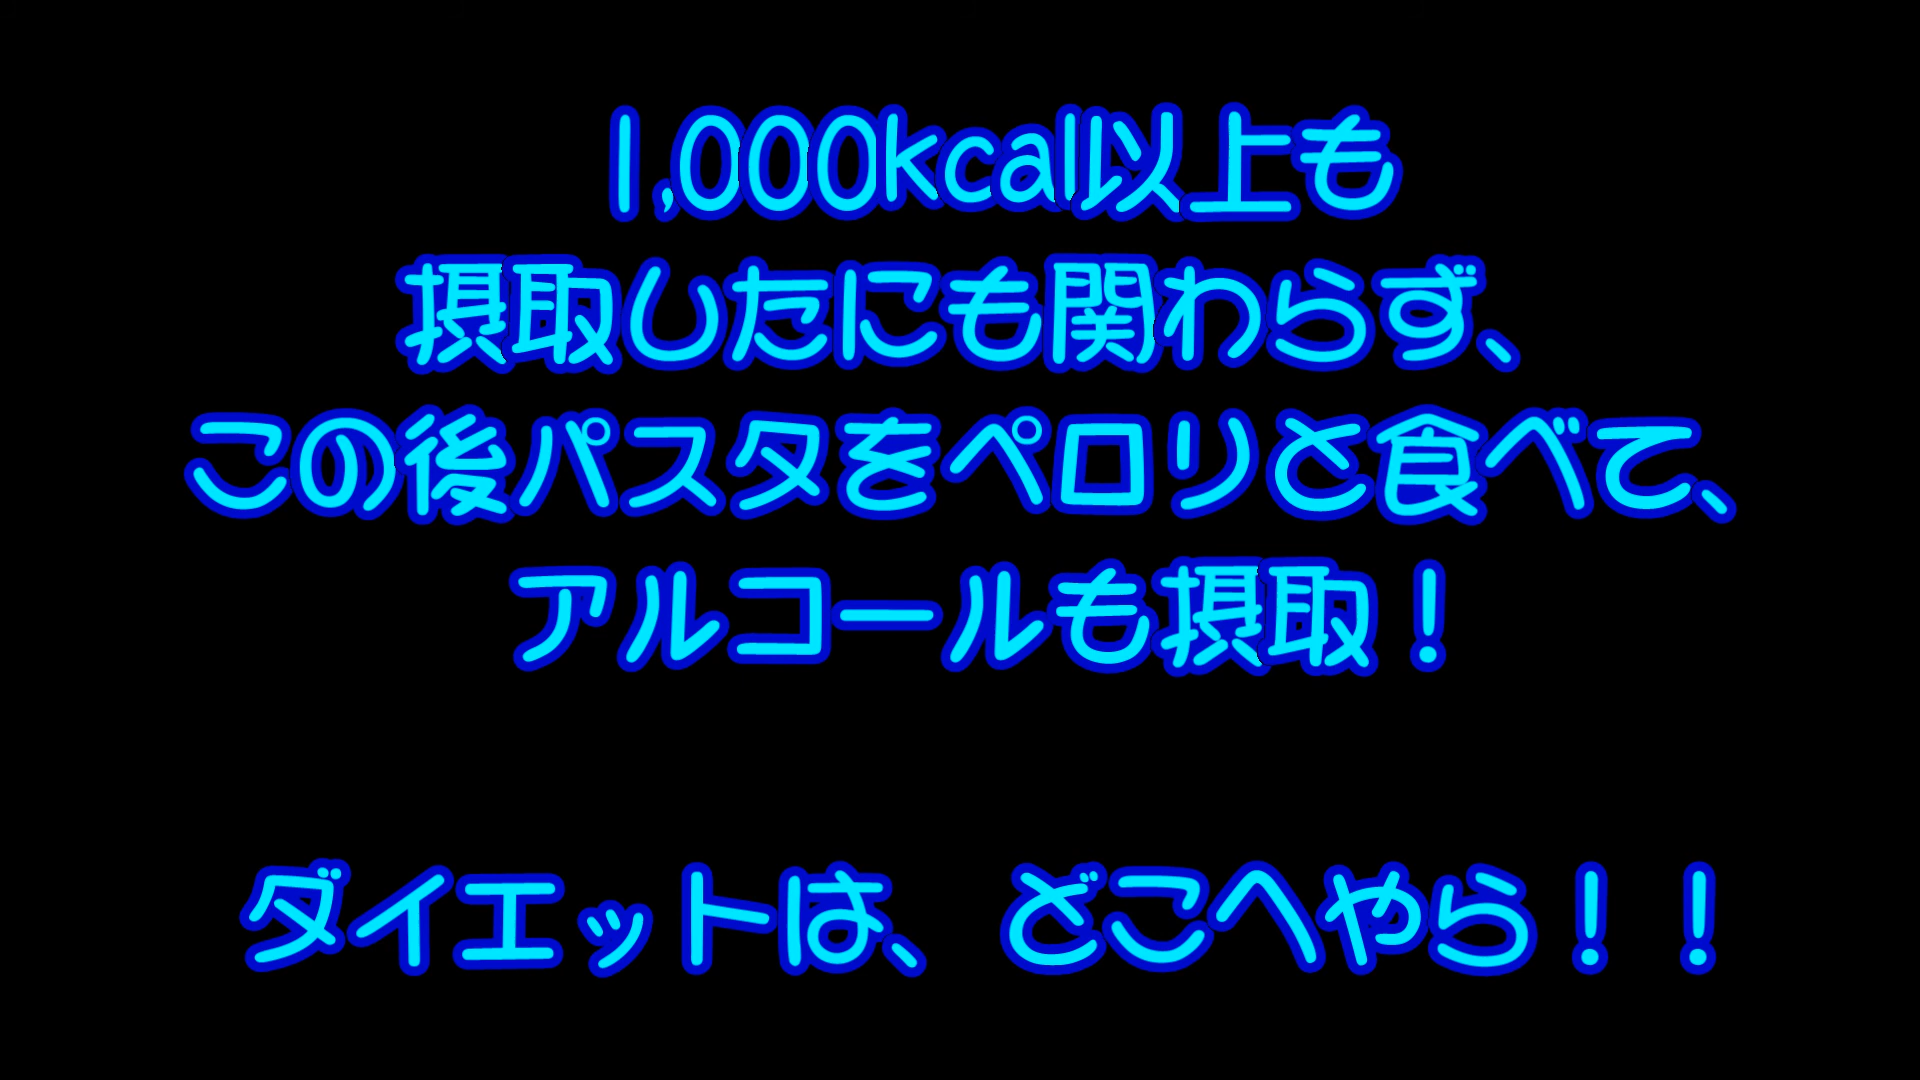 1,000kcal以上も
摂取したにも関わらず、
この後パスタをペロリと食べて、
アルコールも摂取！
ダイエットは、どこへやら！！